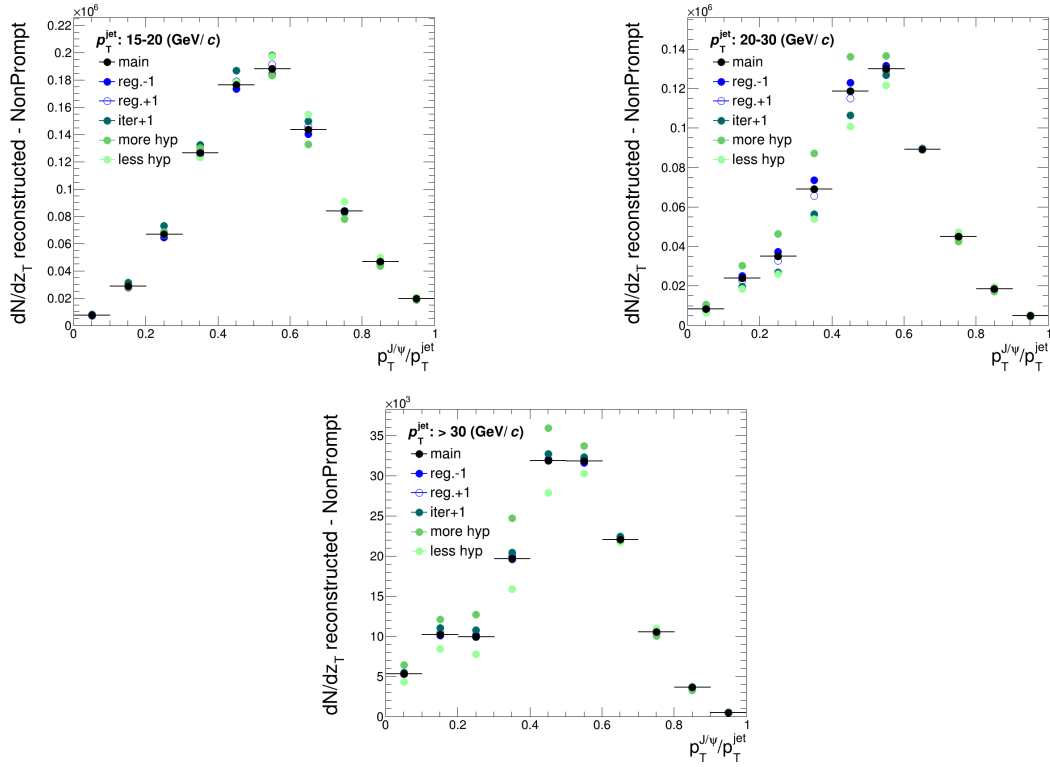 ×10⁶
p_T^jet: 15-20 (GeV/c)
main
reg.-1
reg.+1
iter+1
more hyp
less hyp
0.22
0.2
0.18
0.16
0.14
0.12
0.1
0.08
0.06
0.04
0.02
0
0 0.2 0.4 0.6 0.8 1
dN/dz_T reconstructed - NonPrompt
p_T^J/ψ/p_T^jet
×10⁶
p_T^jet: 20-30 (GeV/c)
main
reg.-1
reg.+1
iter+1
more hyp
less hyp
0.14
0.12
0.1
0.08
0.06
0.04
0.02
0
0 0.2 0.4 0.6 0.8 1
dN/dz_T reconstructed - NonPrompt
p_T^J/ψ/p_T^jet
×10³
p_T^jet: > 30 (GeV/c)
main
reg.-1
reg.+1
iter+1
more hyp
less hyp
35
30
25
20
15
10
5
0
0 0.2 0.4 0.6 0.8 1
dN/dz_T reconstructed - NonPrompt
p_T^J/ψ/p_T^jet